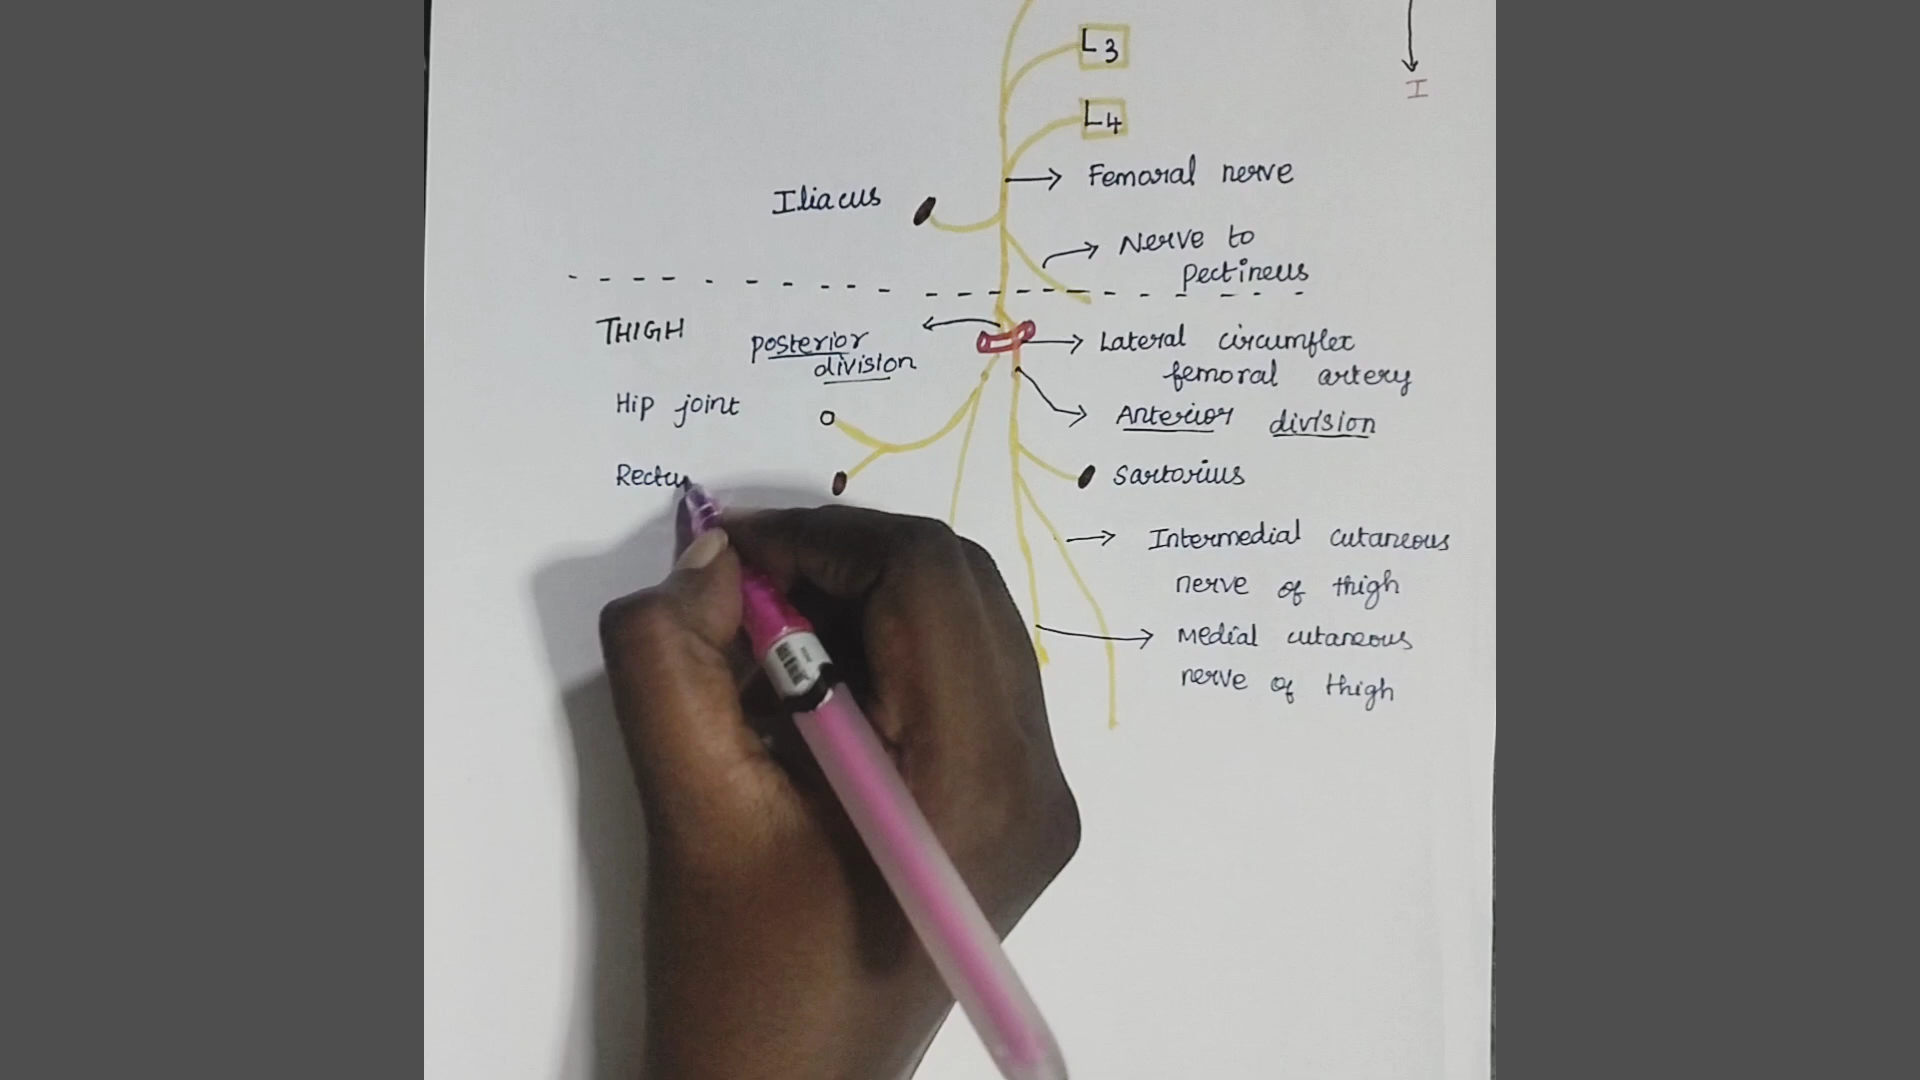 L3
L4
I
Femoral nerve
Iliacus
Nerve to
pectineus
THIGH
posterior
division
Lateral circumflex
femoral artery
Hip joint
Anterior division
Rectu
Sartorius
Intermedial cutaneous
nerve of thigh
Medial cutaneous
nerve of thigh